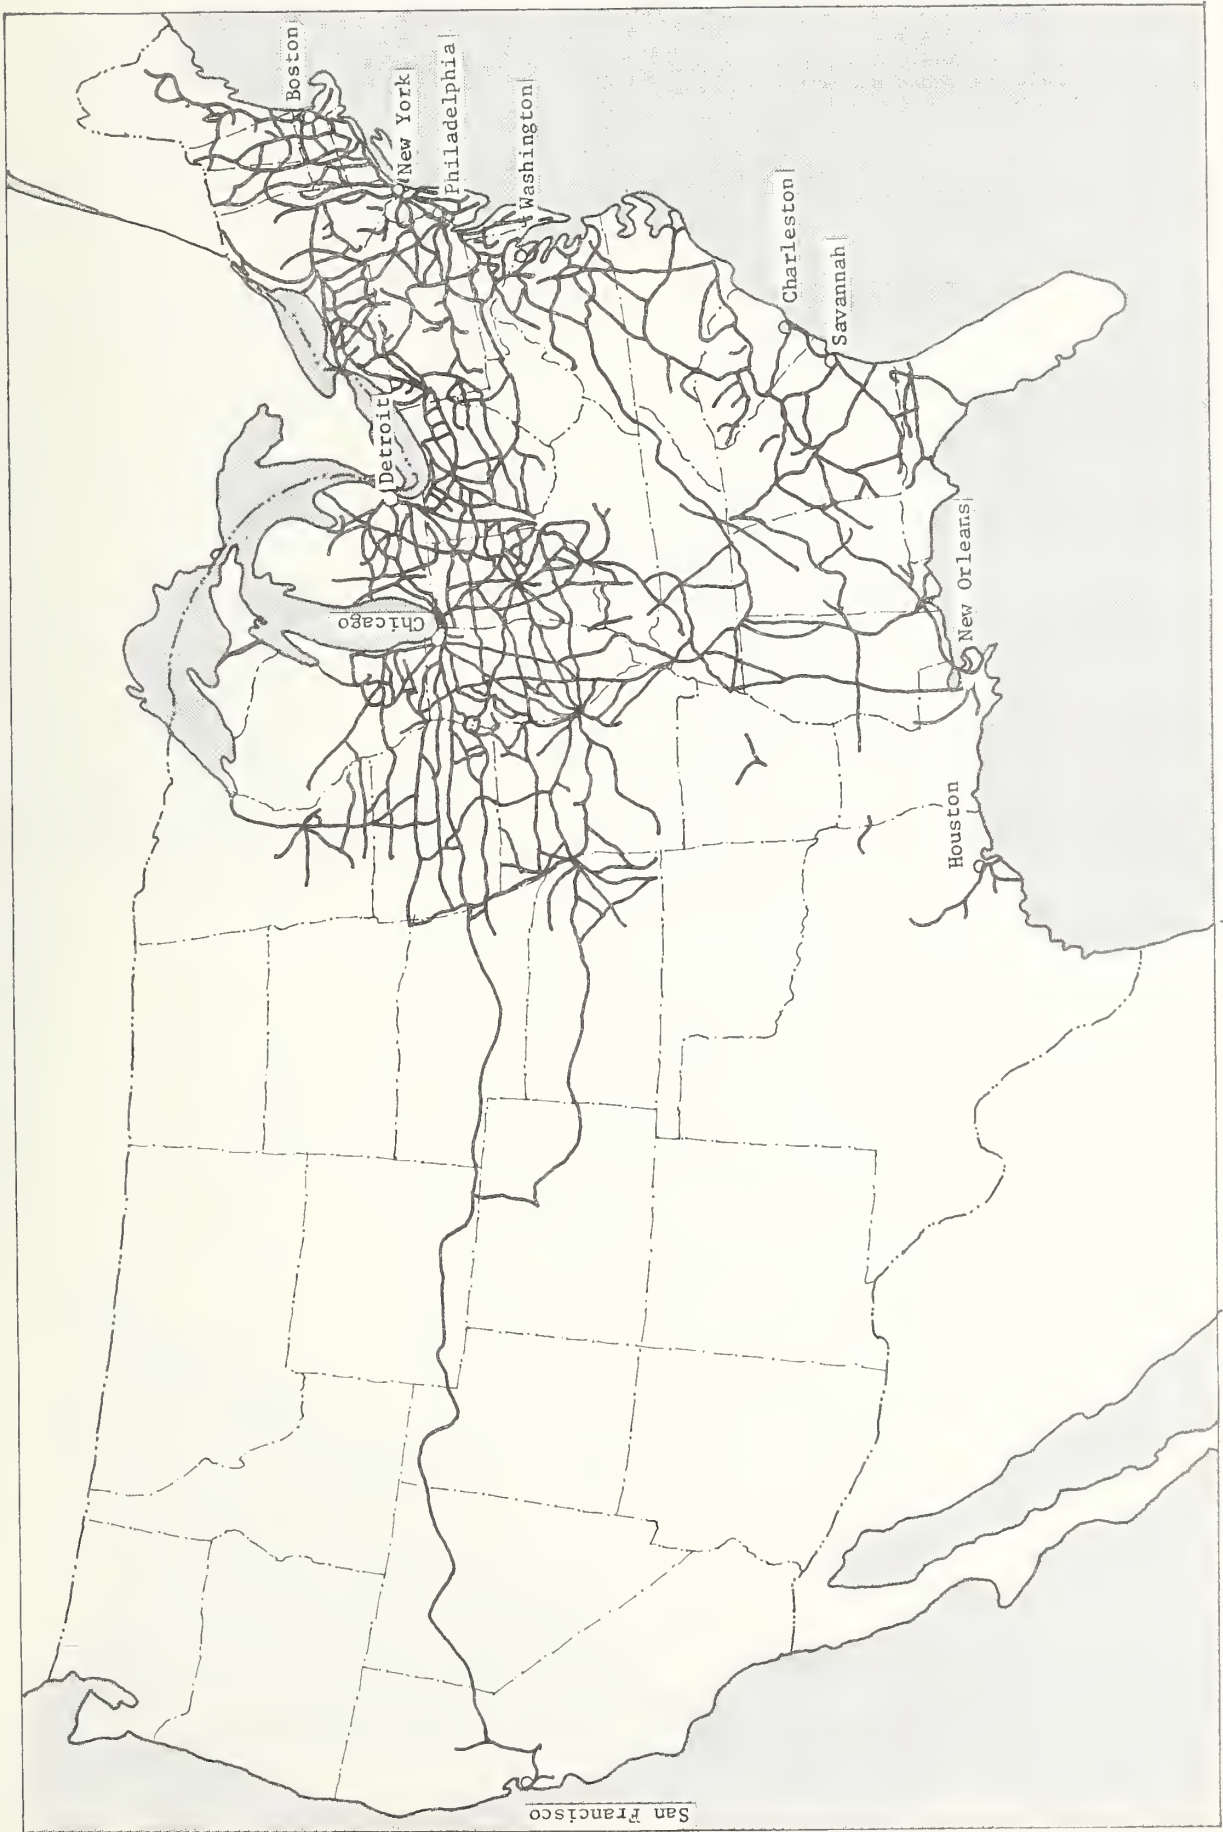 Boston
New York
Philadelphia
Washington
Detroit
Chicago
Charleston
Savannah
New Orleans
Houston
San Francisco